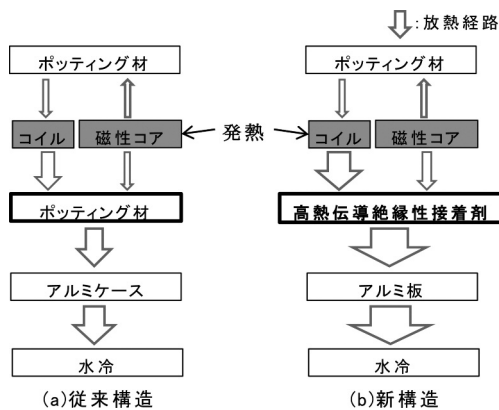 :放熱経路
ポッティング材
ポッティング材
コイル
磁性コア
発熱
コイル
磁性コア
ポッティング材
高熱伝導絶縁性接着剤
アルミケース
アルミ板
水冷
水冷
(a)従来構造
(b)新構造